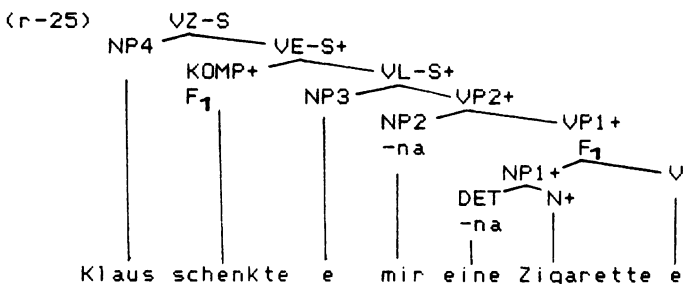 (r-25) VZ-S
NP4 VE-S+
KOMP+ VL-S+
F1 NP3 VP2+
NP2 VP1+
-na F1
NP1+ V
DET N+
-na
Klaus schenkte e mir eine Zigarette e